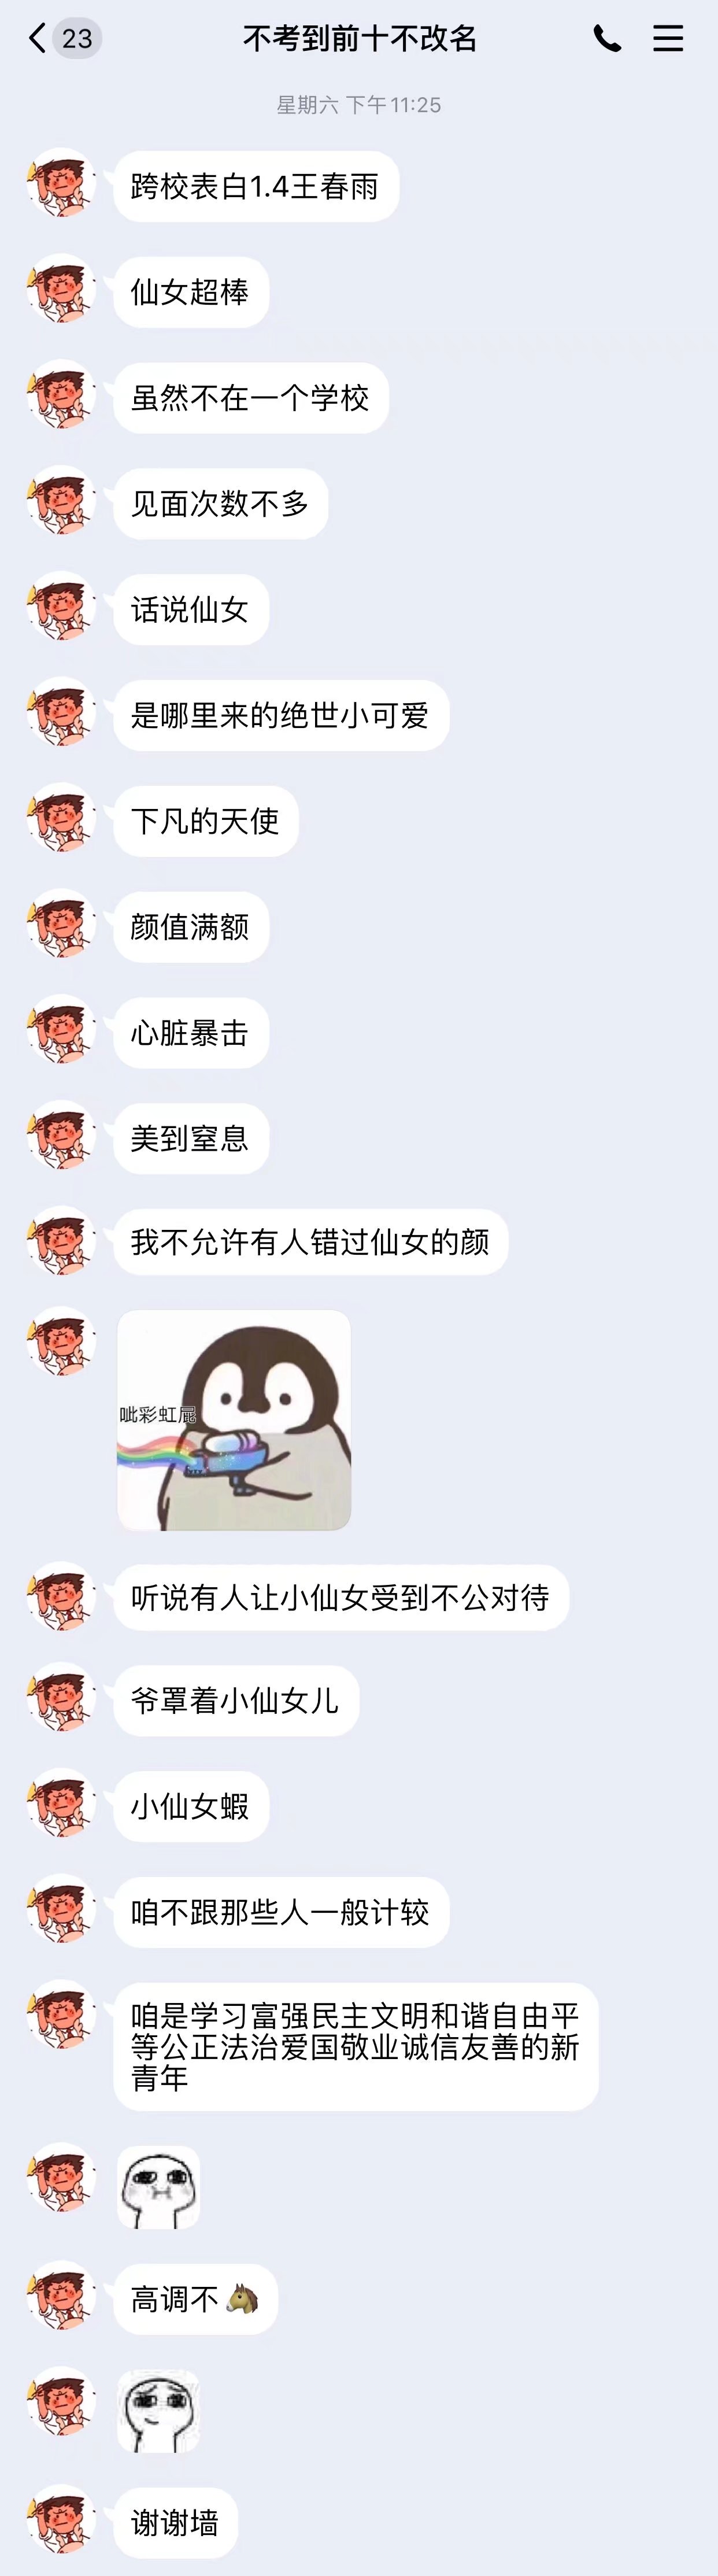 23
不考到前十不改名
星期六 下午11:25
跨校表白1.4王春雨
仙女超棒
虽然不在一个学校
见面次数不多
话说仙女
是哪里来的绝世小可爱
下凡的天使
颜值满额
心脏暴击
美到窒息
我不允许有人错过仙女的颜
呲彩虹屁
听说有人让小仙女受到不公对待
爷罩着小仙女儿
小仙女蝦
咱不跟那些人一般计较
咱是学习富强民主文明和谐自由平
等公正法治爱国敬业诚信友善的新
青年
高调不🐴
谢谢墙